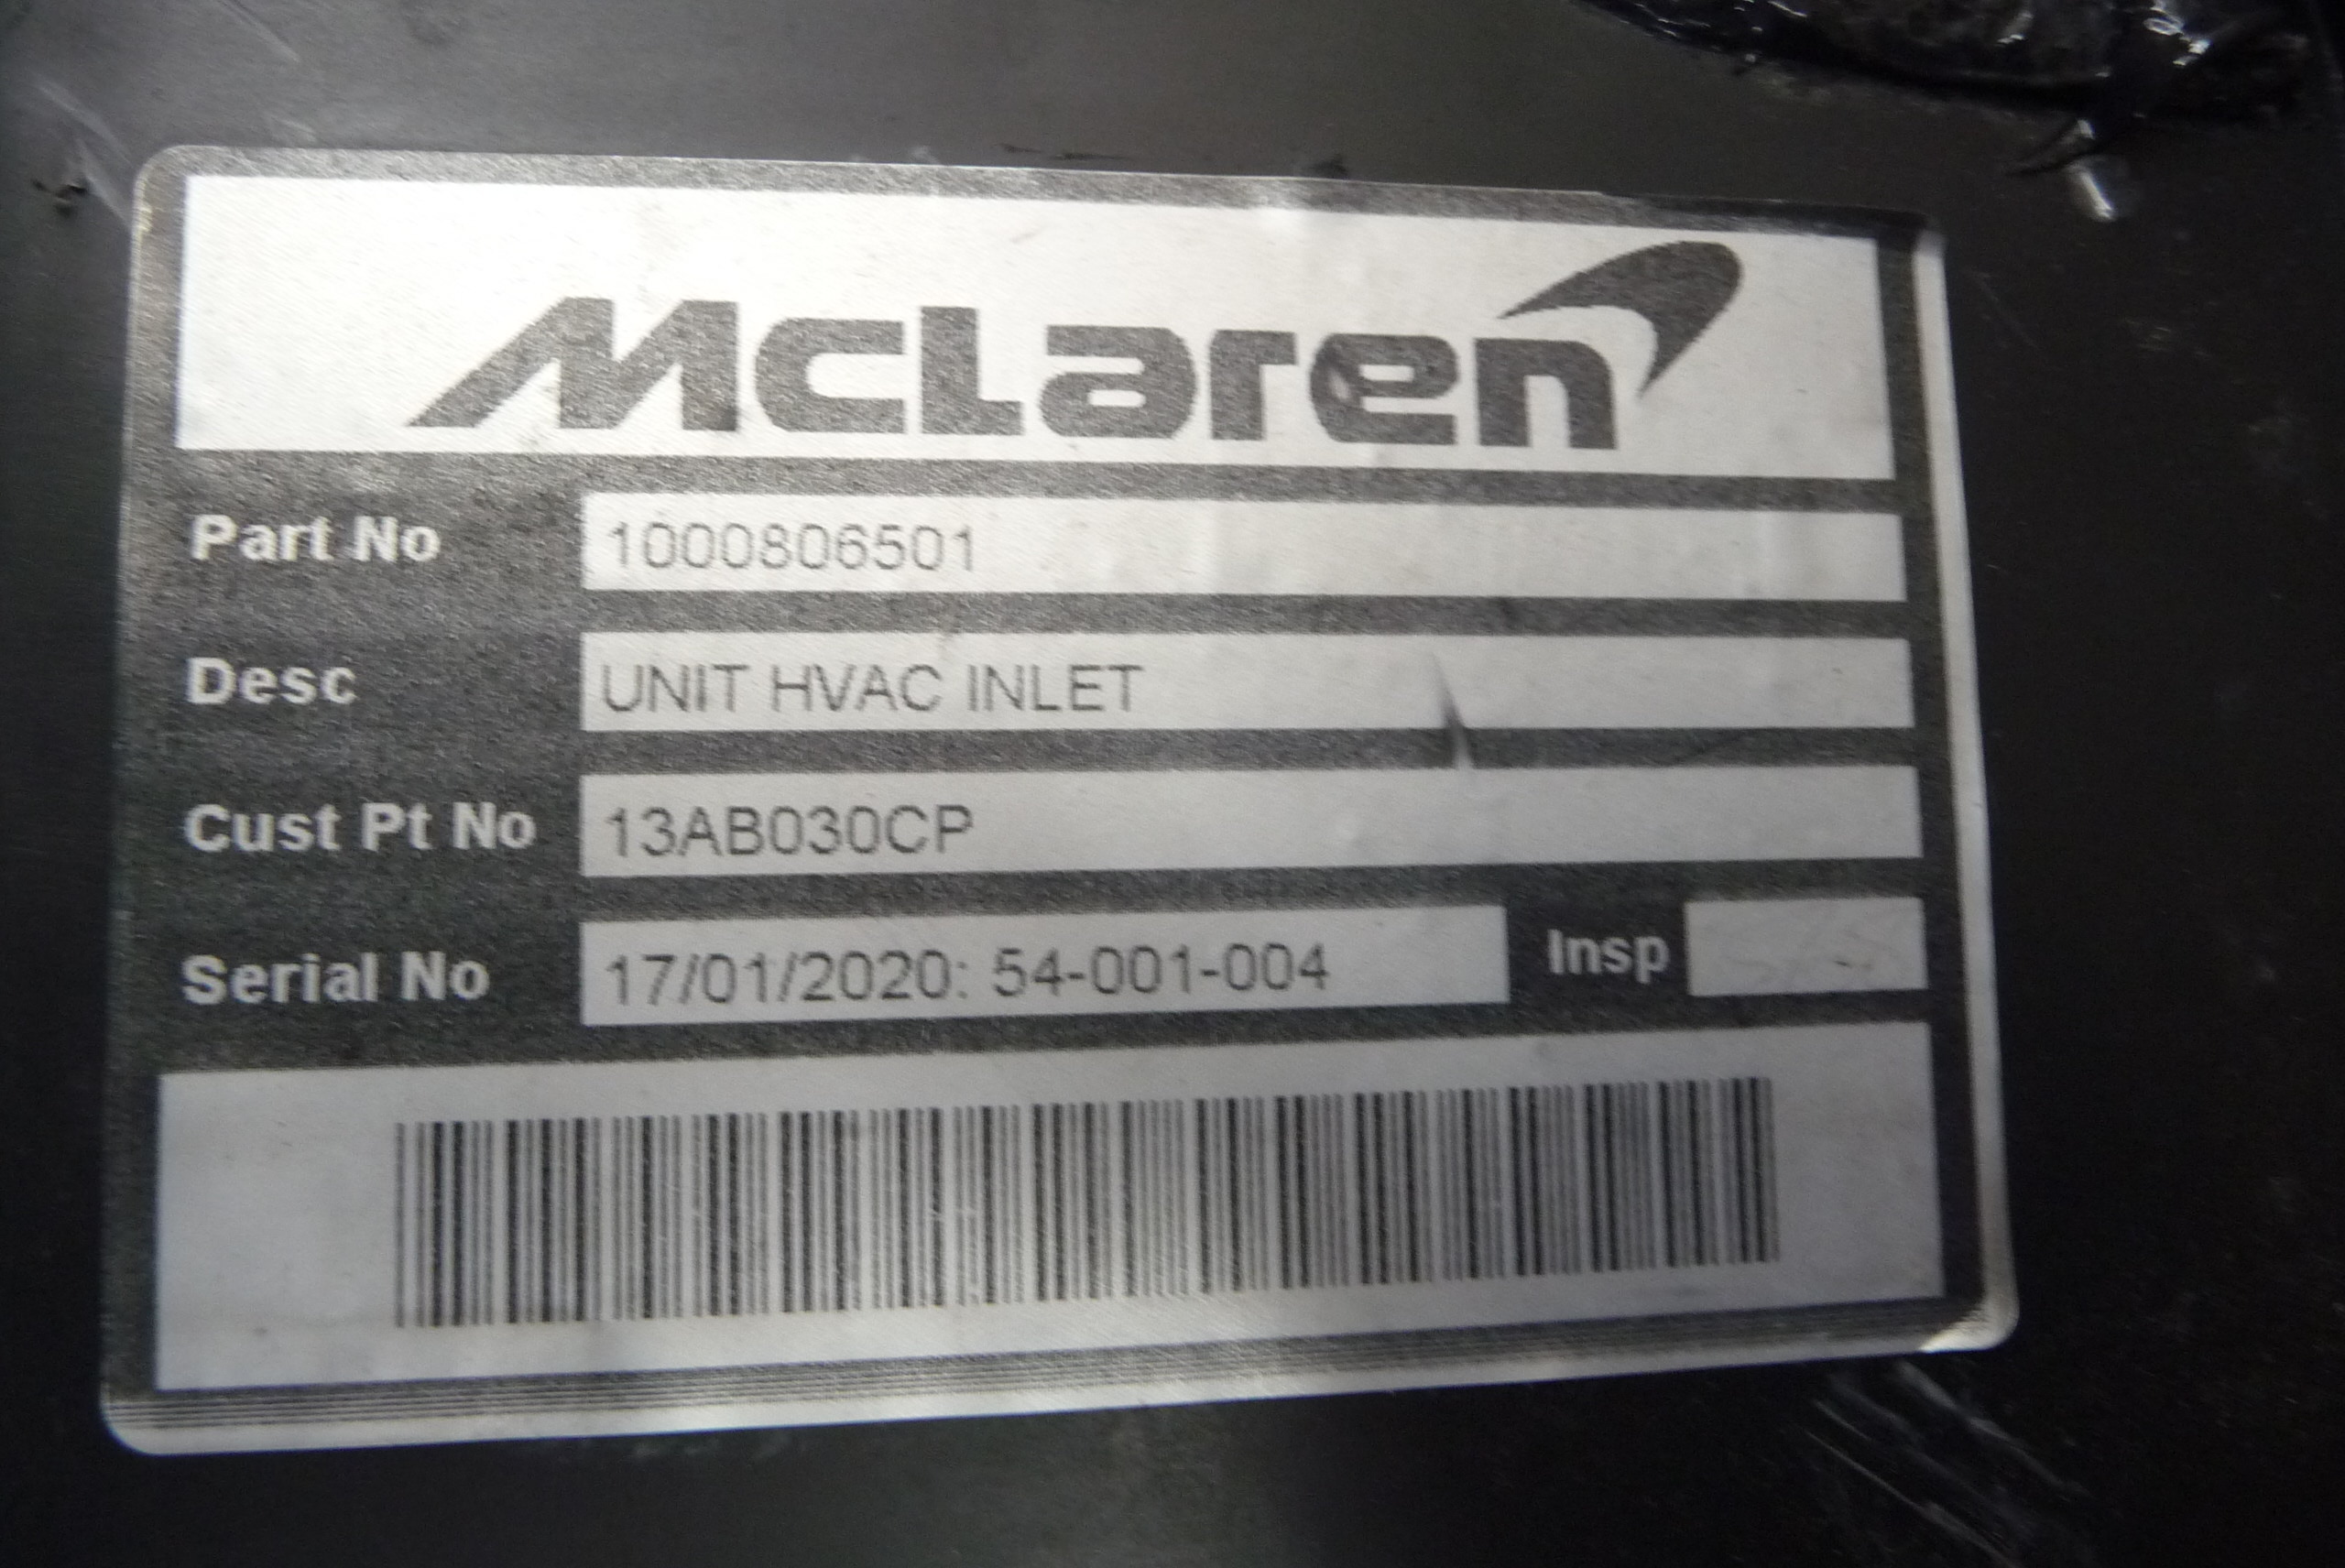 McLaren
Part No 1000806501
Desc UNIT HVAC INLET
Cust Pt No 13AB030CP
Serial No 17/01/2020: 54-001-004 Insp